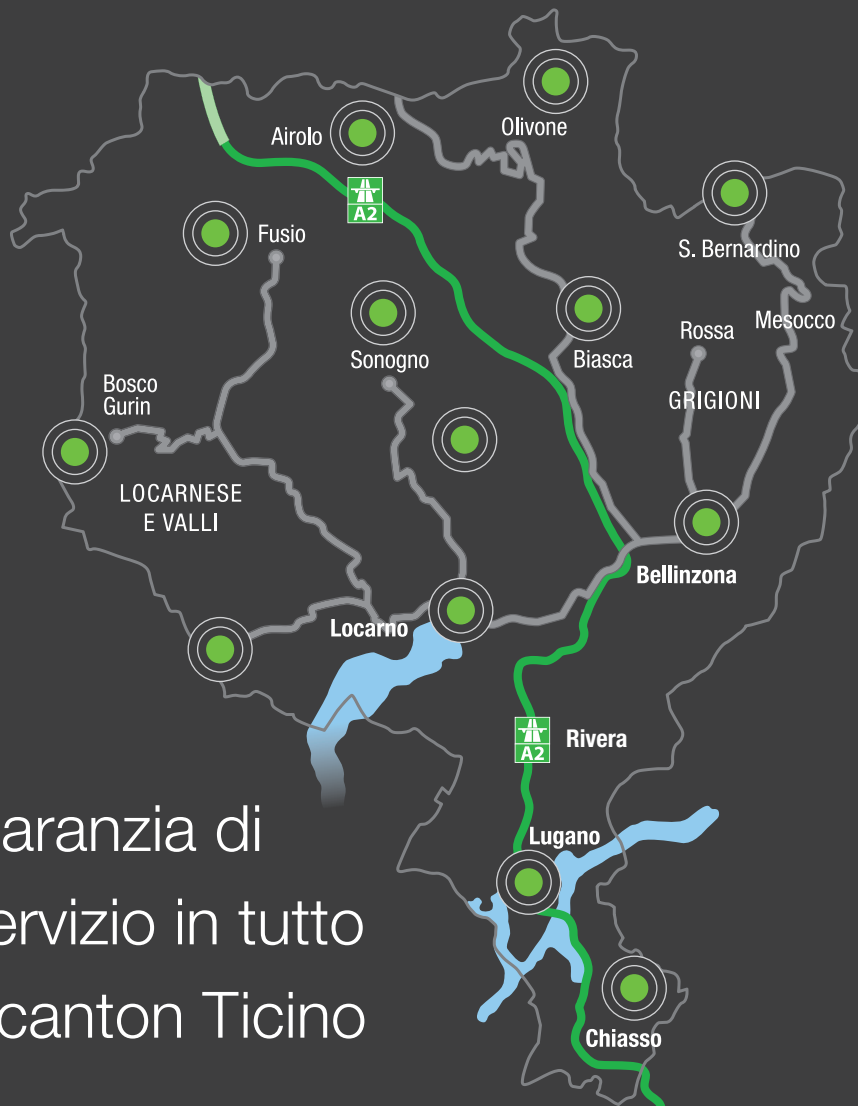 Olivone
Airolo
A2
Fusio
S. Bernardino
Mesocco
Rossa
Sonogno
Biasca
Bosco
Gurin
GRIGIONI
LOCARNESE
E VALLI
Bellinzona
Locarno
A2
Rivera
aranzia di
Lugano
ervizio in tutto
canton Ticino
Chiasso